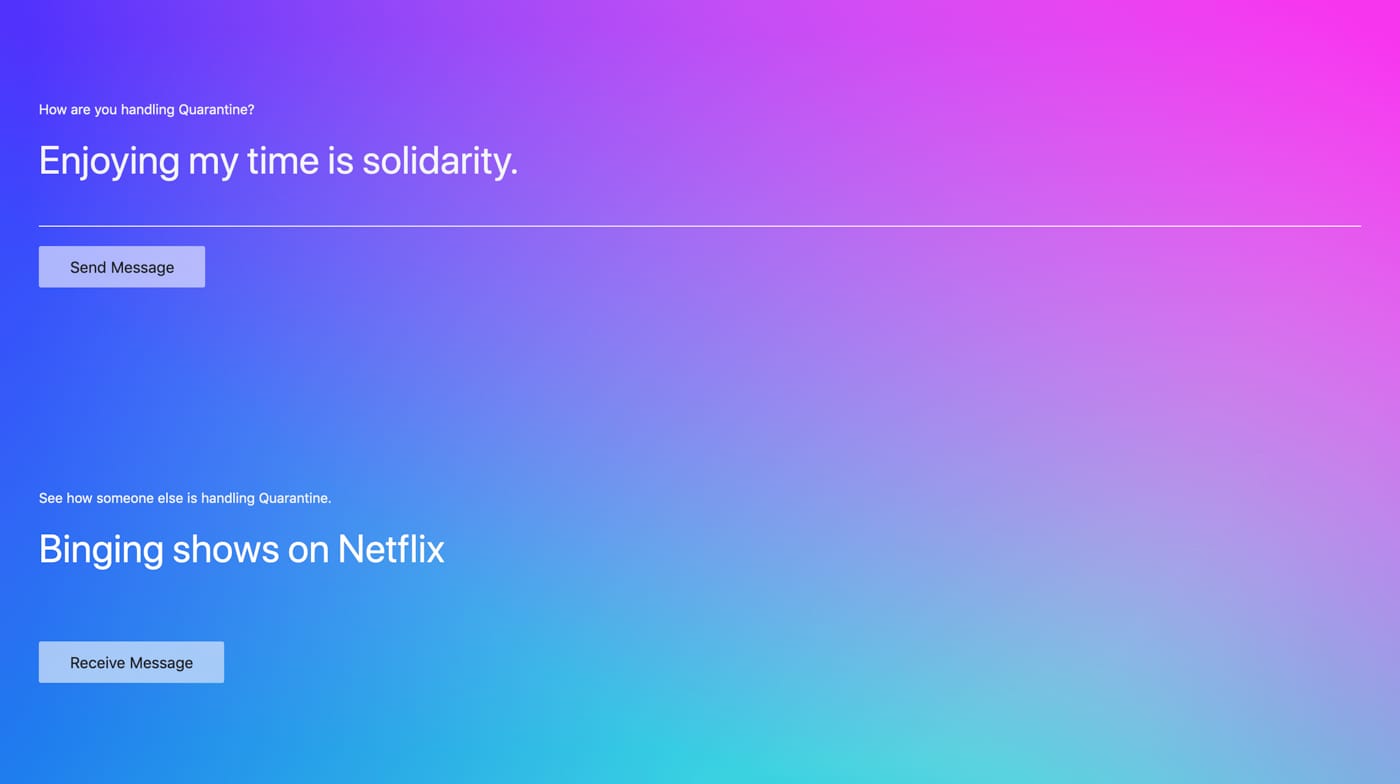 How are you handling Quarantine?
Enjoying my time is solidarity.
Send Message
See how someone else is handling Quarantine.
Binging shows on Netflix
Receive Message